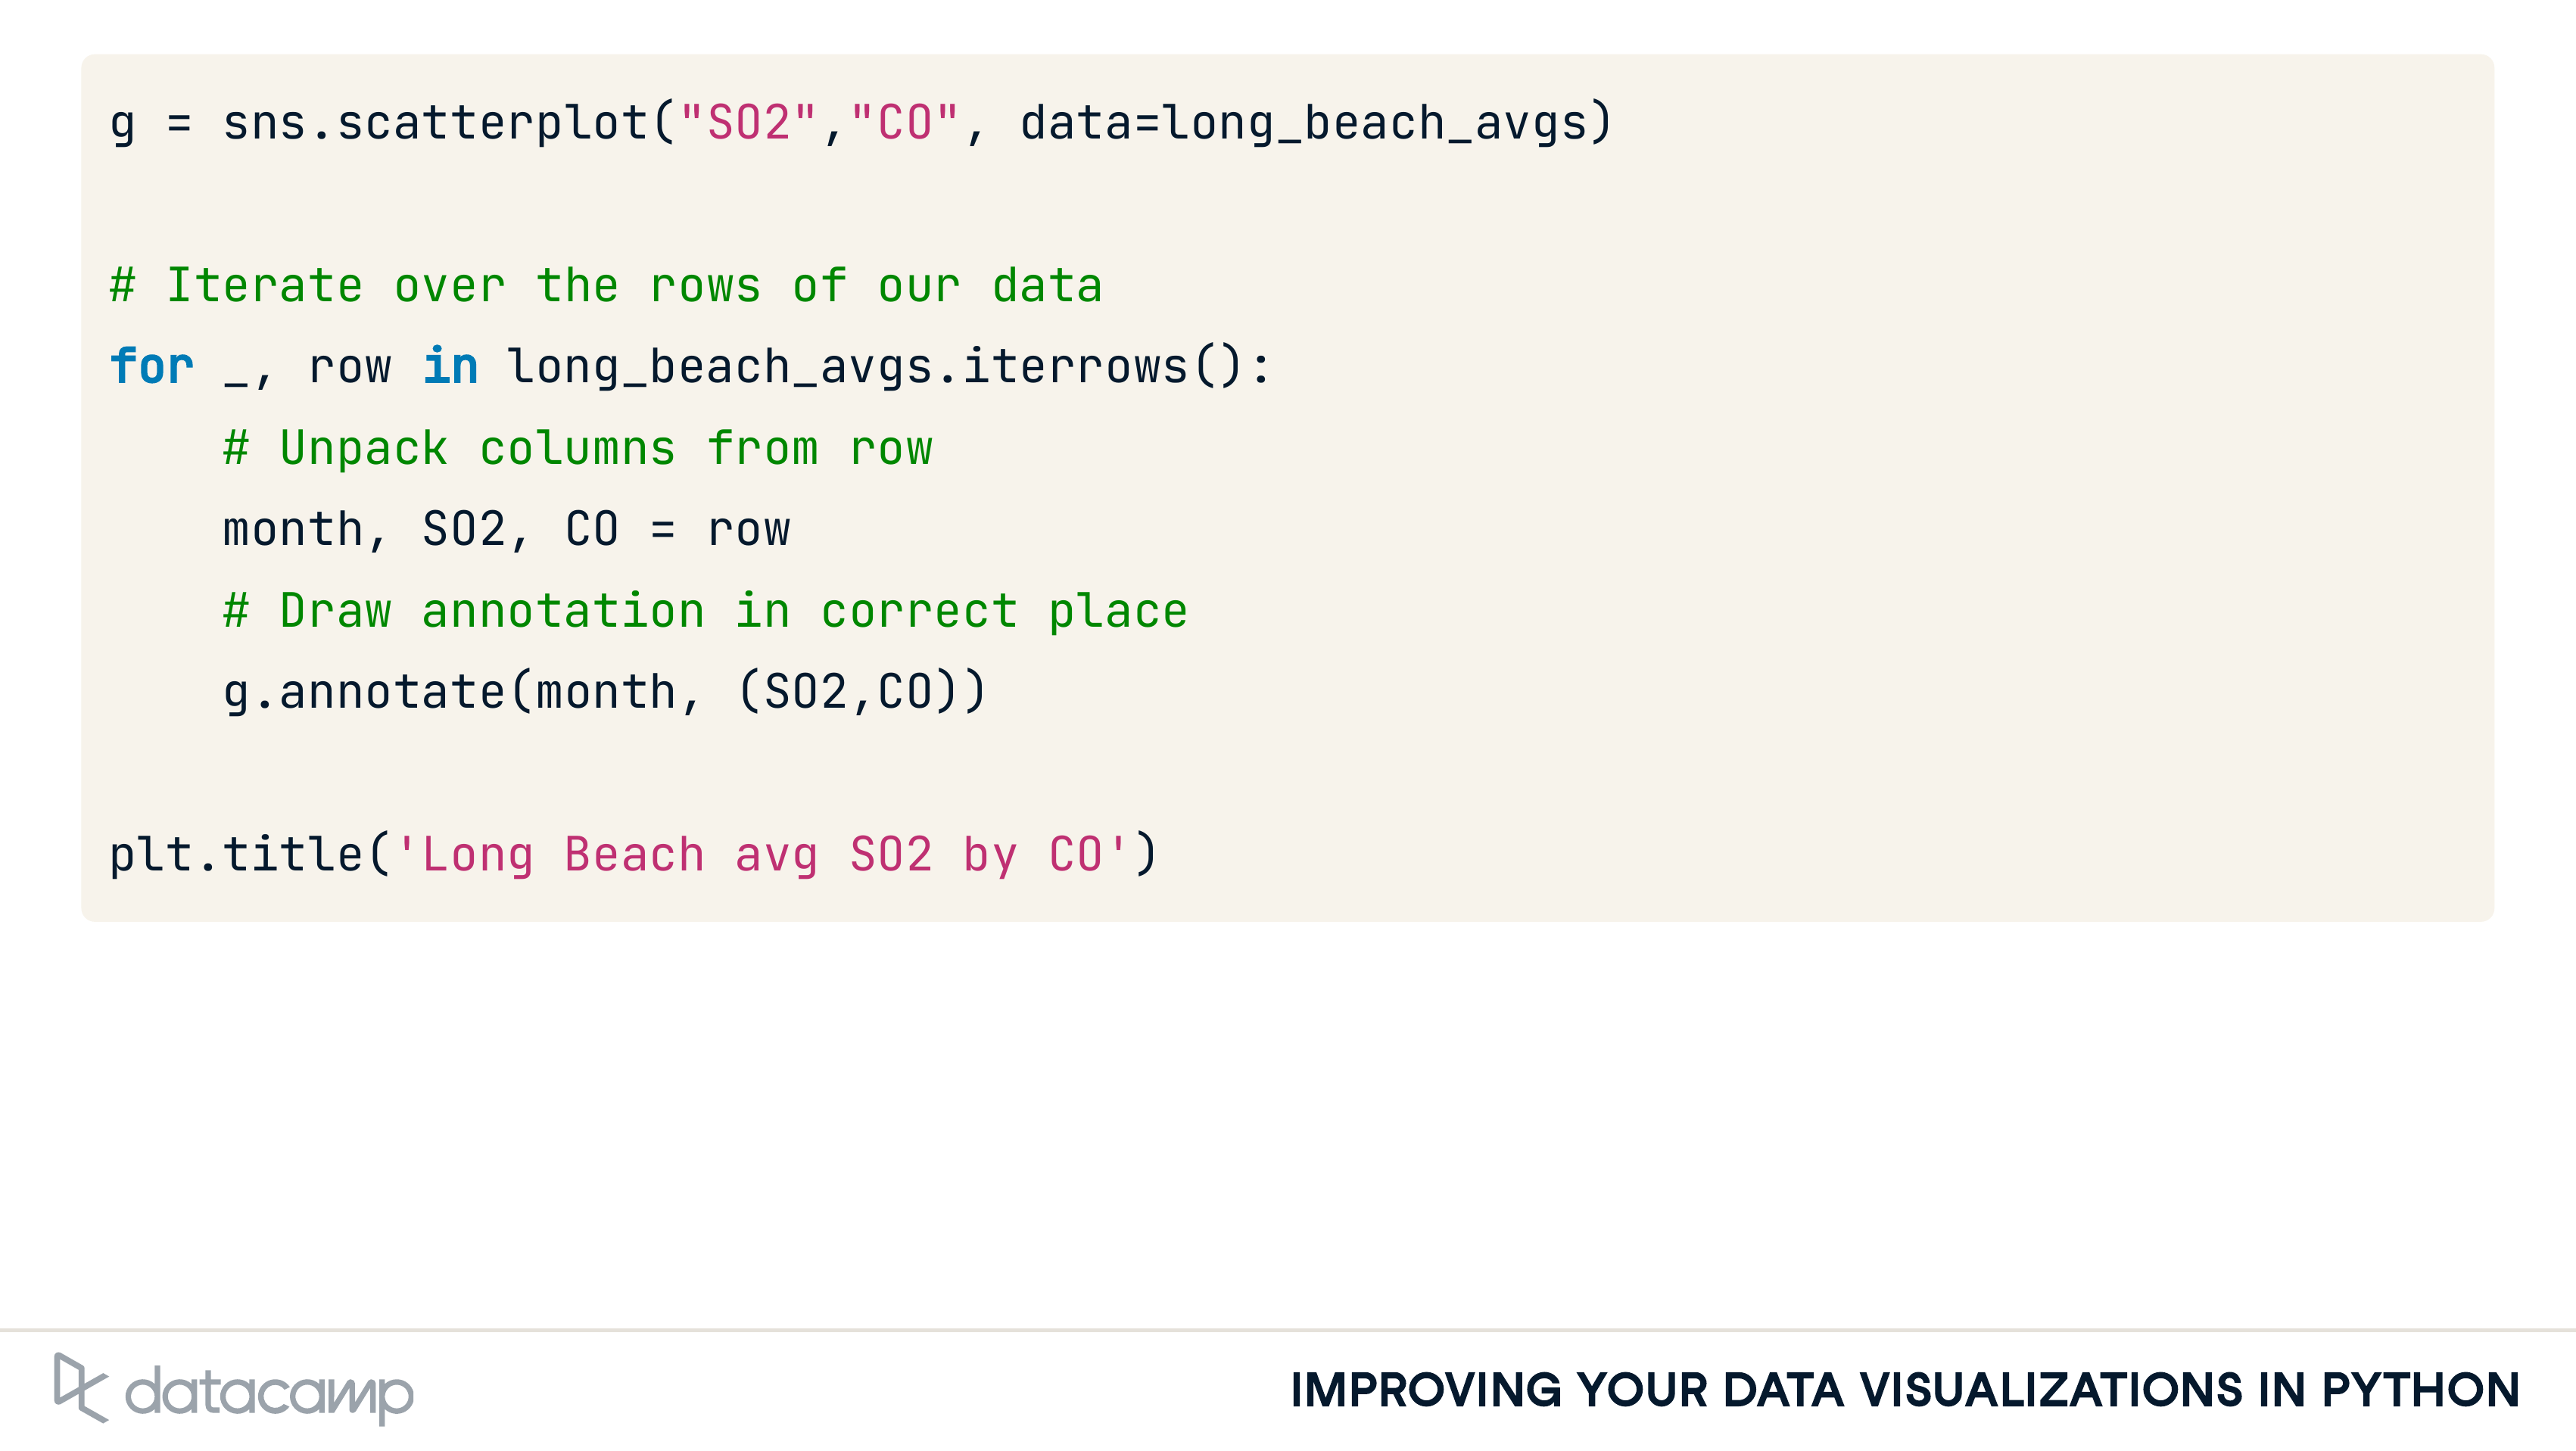 g = sns.scatterplot("SO2","CO", data=long_beach_avgs)
# Iterate over the rows of our data
for _, row in long_beach_avgs.iterrows():
    # Unpack columns from row
    month, SO2, CO = row
    # Draw annotation in correct place
    g.annotate(month, (SO2,CO))
plt.title('Long Beach avg SO2 by CO')
datacamp
IMPROVING YOUR DATA VISUALIZATIONS IN PYTHON